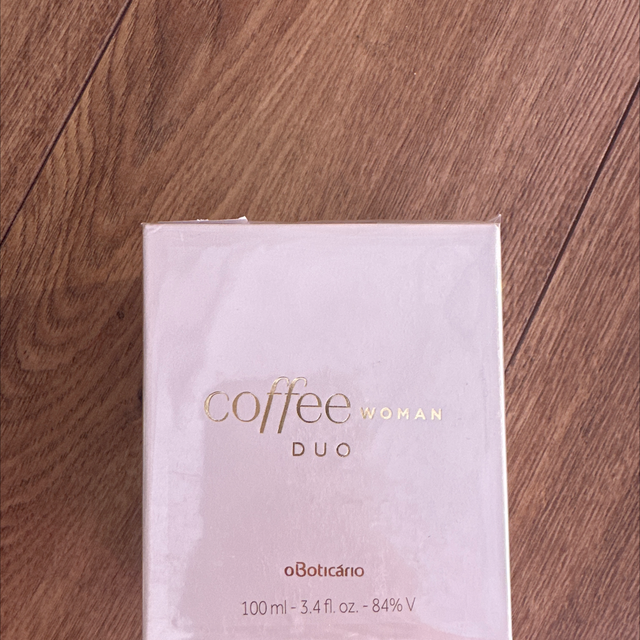 coffee WOMAN
DUO
oBoticário
100 ml - 3.4 fl. oz. - 84% V